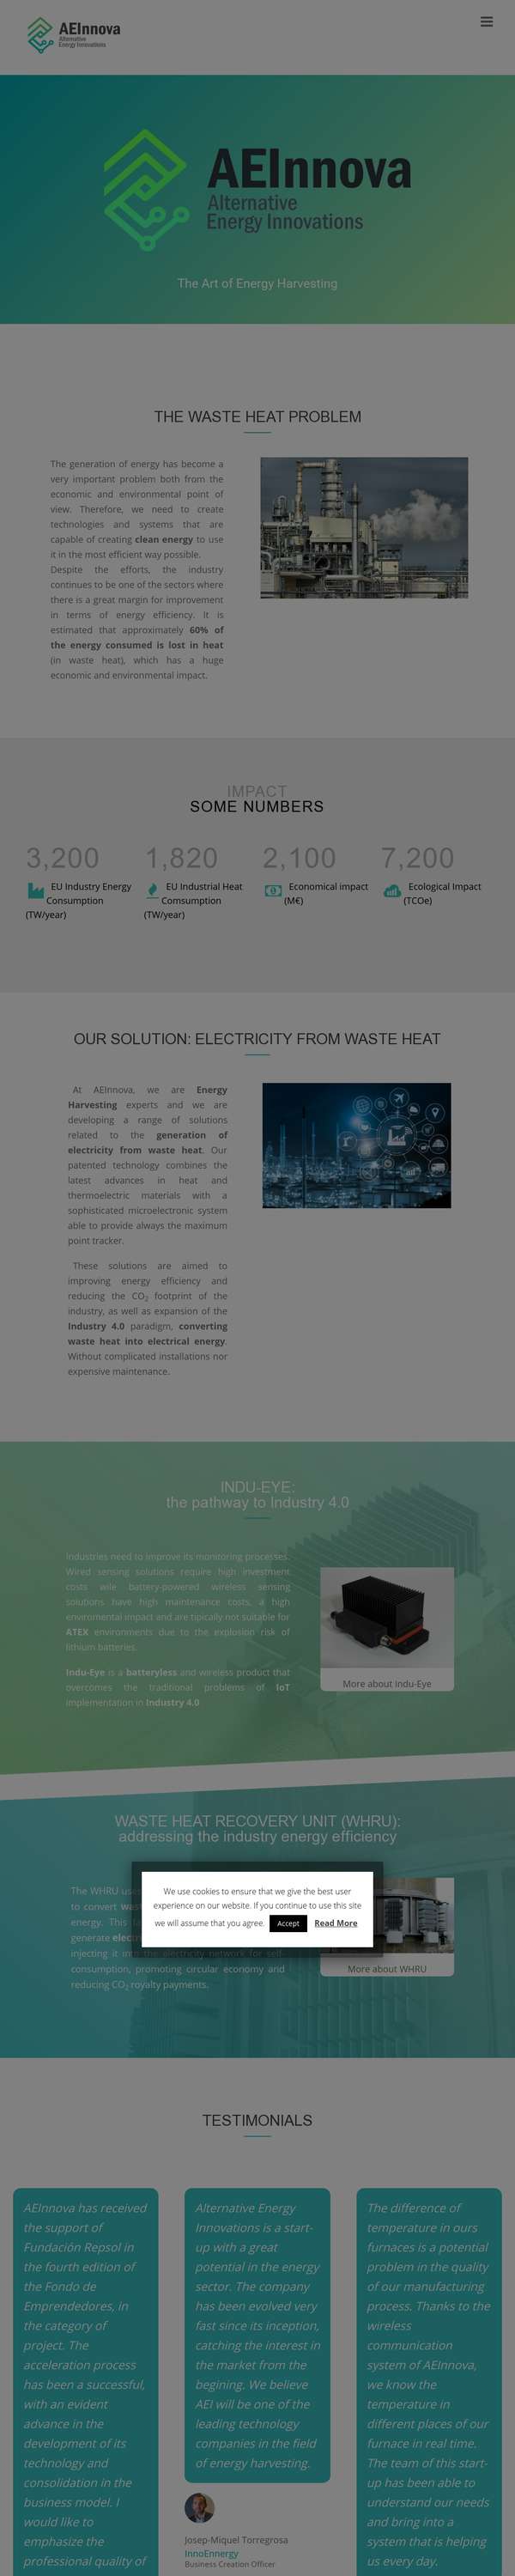 AEInnova
Alternative
Energy Innovations
AEInnova
Alternative
Energy Innovations
The Art of Energy Harvesting
THE WASTE HEAT PROBLEM
The generation of energy has become a
very important problem both from the
economic and environmental point of
view. Therefore, we need to create
technologies and systems that are
capable of creating clean energy to use
it in the most efficient way possible.
Despite the efforts, the industry
continues to be one of the sectors where
there is a great margin for improvement
in terms of energy efficiency. It is
estimated that approximately 60% of
the energy consumed is lost in heat
(in waste heat), which has a huge
economic and environmental impact.
IMPACT
SOME NUMBERS
3,200
EU Industry Energy
Consumption
(TW/year)
1,820
EU Industrial Heat
Comsumption
(TW/year)
2,100
Economical impact
(M€)
7,200
Ecological Impact
(TCOe)
OUR SOLUTION: ELECTRICITY FROM WASTE HEAT
At AEInnova, we are Energy
Harvesting experts and we are
developing a range of solutions
related to the generation of
electricity from waste heat. Our
patented technology combines the
latest advances in heat and
thermoelectric materials with a
sophisticated microelectronic system
able to provide always the maximum
point tracker.
These solutions are aimed to
improving energy efficiency and
reducing the CO2 footprint of the
industry, as well as expansion of the
Industry 4.0 paradigm, converting
waste heat into electrical energy.
Without complicated installations nor
expensive maintenance.
INDU-EYE:
the pathway to Industry 4.0
Industries need to improve its monitoring processes.
Wired sensing solutions require high investment
costs wile battery-powered wireless sensing
solutions have high maintenance costs, a high
enviromental impact and are tipically not suitable for
ATEX environments due to the explosion risk of
lithium batteries.
Indu-Eye is a batteryless and wireless product that
overcomes the traditional problems of IoT
implementation in Industry 4.0
More about Indu-Eye
WASTE HEAT RECOVERY UNIT (WHRU):
addressing the industry energy efficiency
The WHRU
to convert
energy. This
generate
injecting it into the electricity network for self-
consumption, promoting circular economy and
reducing CO2 royalty payments.
More about WHRU
We use cookies to ensure that we give the best user
experience on our website. If you continue to use this site
we will assume that you agree. Accept Read More
TESTIMONIALS
AEInnova has received
the support of
Fundación Repsol in
the fourth edition of
the Fondo de
Emprendedores, in
the category of
project. The
acceleration process
has been a successful,
with an evident
advance in the
development of its
technology and
consolidation in the
business model. I
would like to
emphasize the
professional quality of
Alternative Energy
Innovations is a start-
up with a great
potential in the energy
sector. The company
has been evolved very
fast since its inception,
catching the interest in
the market from the
begining. We believe
AEI will be one of the
leading technology
companies in the field
of energy harvesting.
Josep-Miquel Torregrosa
InnoEnnergy
Business Creation Officer
The difference of
temperature in ours
furnaces is a potential
problem in the quality
of our manufacturing
process. Thanks to the
wireless
communication
system of AEInnova,
we know the
temperature in
different places of our
furnace in real time.
The team of this start-
up has been able to
understand our needs
and bring into a
system that is helping
us every day.